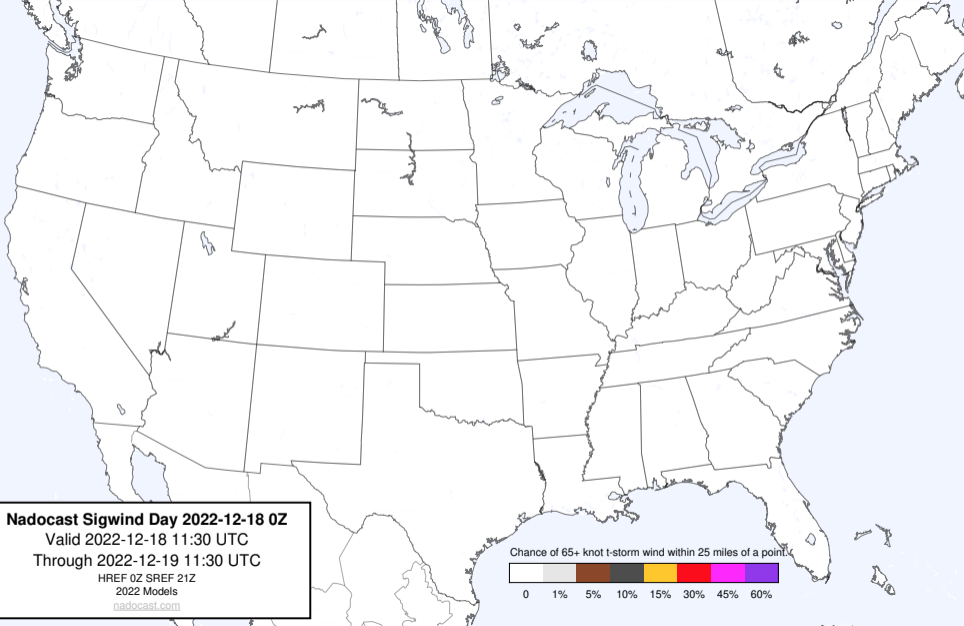 Nadocast Sigwind Day 2022-12-18 0Z
Valid 2022-12-18 11:30 UTC
Through 2022-12-19 11:30 UTC
HREF 0Z SREF 21Z
2022 Models
nadocast.com
Chance of 65+ knot t-storm wind within 25 miles of a point.
0 1% 5% 10% 15% 30% 45% 60%